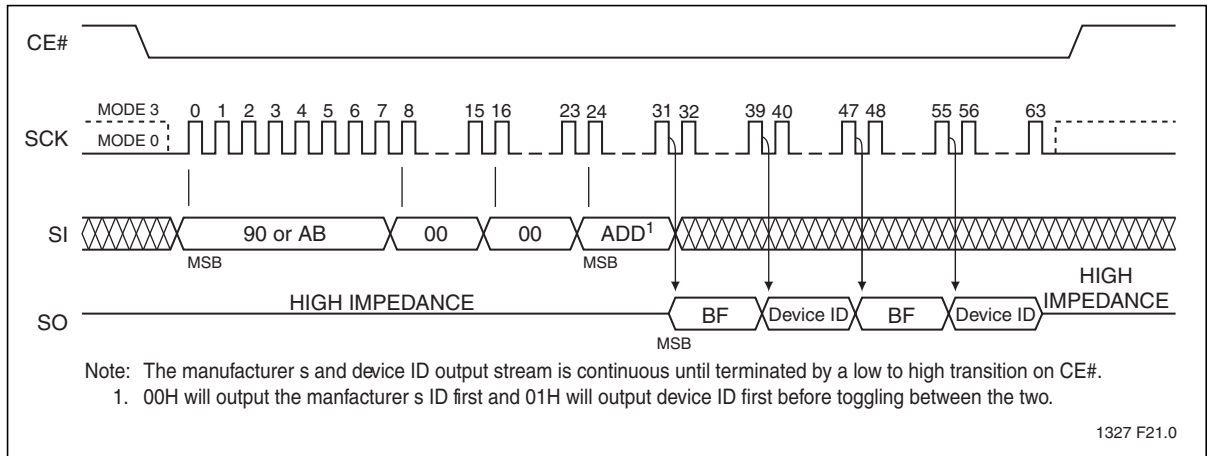 CE#
MODE 3 0 1 2 3 4 5 6 7 8 15 16 23 24 31 32 39 40 47 48 55 56 63
SCK MODE 0
SI 90 or AB 00 00 ADD1
MSB MSB
HIGH IMPEDANCE HIGH IMPEDANCE
SO BF Device ID BF Device ID
MSB
Note: The manufacturer s and device ID output stream is continuous until terminated by a low to high transition on CE#.
1. 00H will output the manfacturer s ID first and 01H will output device ID first before toggling between the two.
1327 F21.0